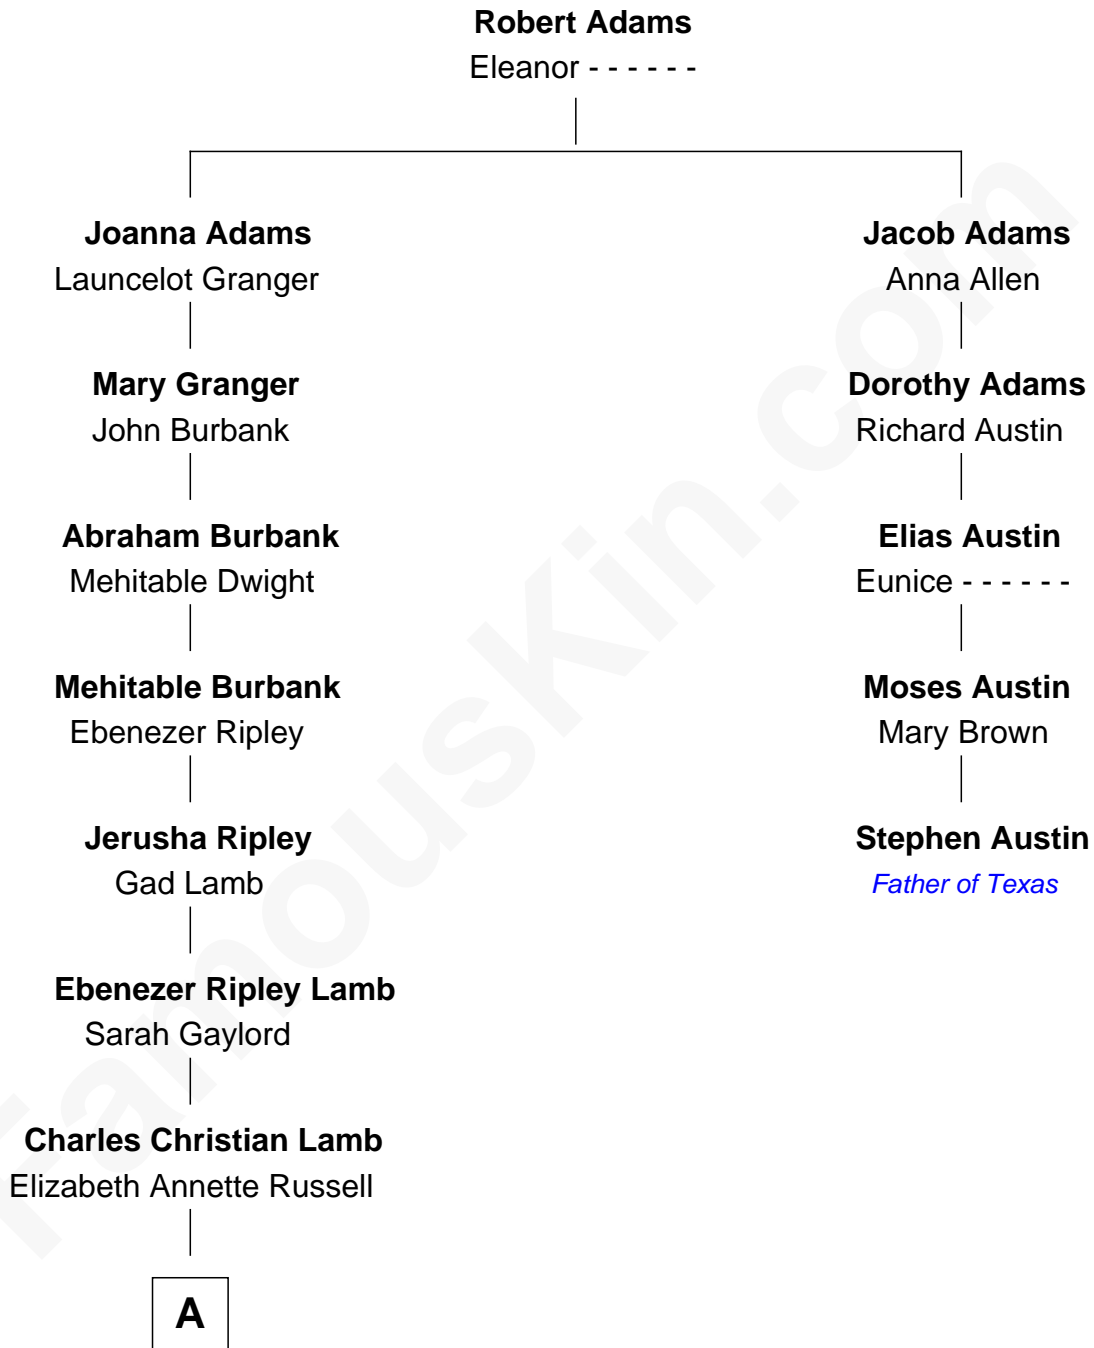 Robert Adams
Eleanor - - - - - -
Joanna Adams
Launcelot Granger
Jacob Adams
Anna Allen
Mary Granger
John Burbank
Dorothy Adams
Richard Austin
Abraham Burbank
Mehitable Dwight
Elias Austin
Eunice - - - - - -
Mehitable Burbank
Ebenezer Ripley
Moses Austin
Mary Brown
Jerusha Ripley
Gad Lamb
Stephen Austin
Father of Texas
Ebenezer Ripley Lamb
Sarah Gaylord
Charles Christian Lamb
Elizabeth Annette Russell
A
FamousKin.com